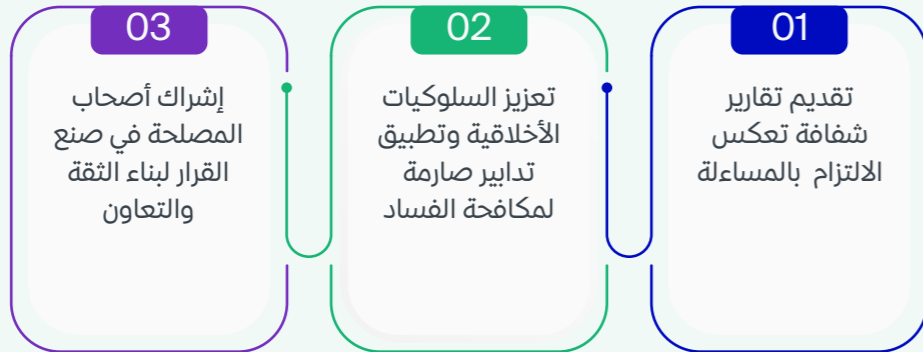 01
تقديم تقارير
شفافة تعكس
الالتزام بالمساءلة
02
تعزيز السلوكيات
الأخلاقية وتطبيق
تدابير صارمة
لمكافحة الفساد
03
إشراك أصحاب
المصلحة في صنع
القرار لبناء الثقة
والتعاون